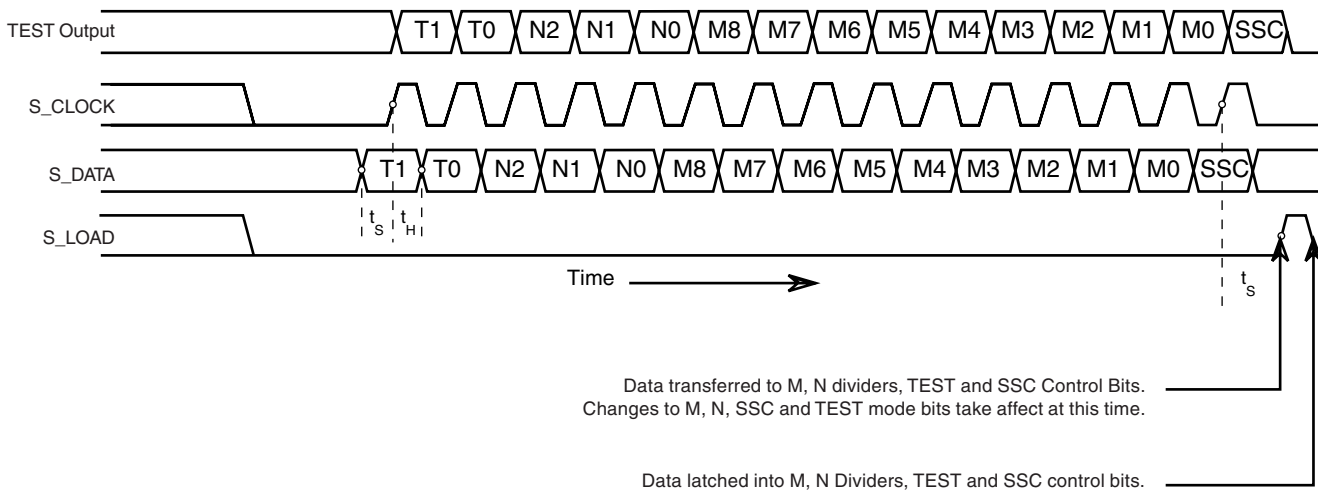 TEST Output T1 T0 N2 N1 N0 M8 M7 M6 M5 M4 M3 M2 M1 M0 SSC
S_CLOCK
S_DATA T1 T0 N2 N1 N0 M8 M7 M6 M5 M4 M3 M2 M1 M0 SSC
tS tH
S_LOAD
Time
tS
Data transferred to M, N dividers, TEST and SSC Control Bits.
Changes to M, N, SSC and TEST mode bits take affect at this time.
Data latched into M, N Dividers, TEST and SSC control bits.